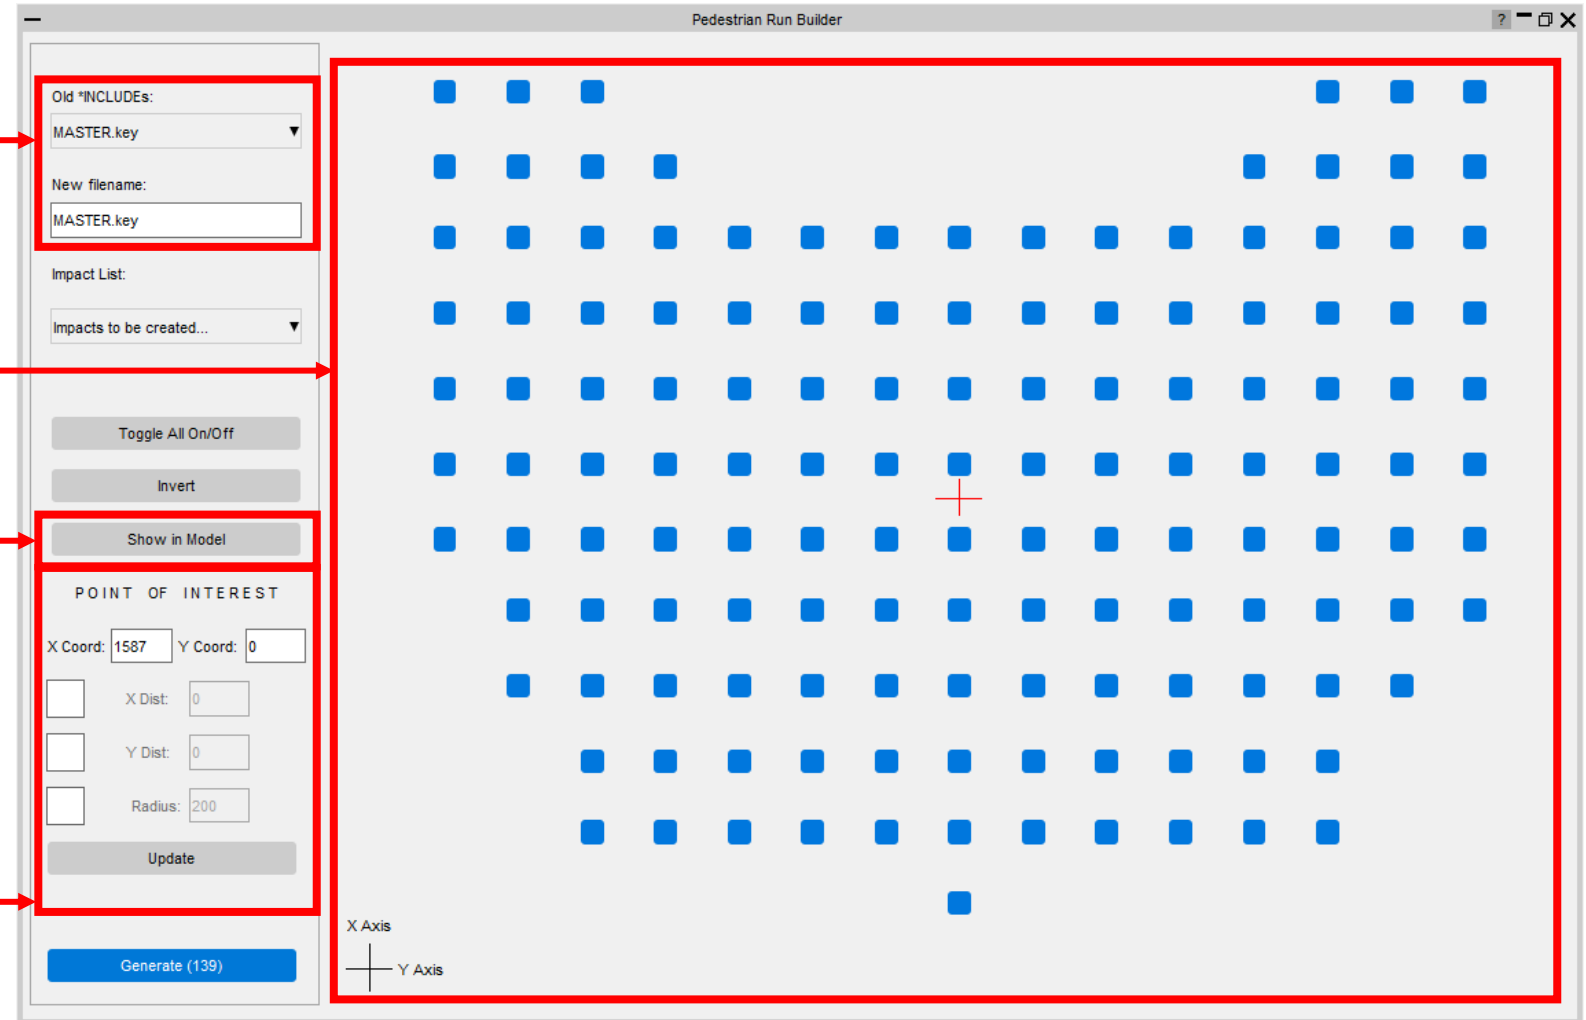 Pedestrian Run Builder
?
Old *INCLUDEs:
MASTER.key
New filename:
MASTER.key
Impact List:
Impacts to be created...
Toggle All On/Off
Invert
Show in Model
POINT OF INTEREST
X Coord: 1587 Y Coord: 0
X Dist: 0
Y Dist: 0
Radius: 200
Update
Generate (139)
X Axis
Y Axis